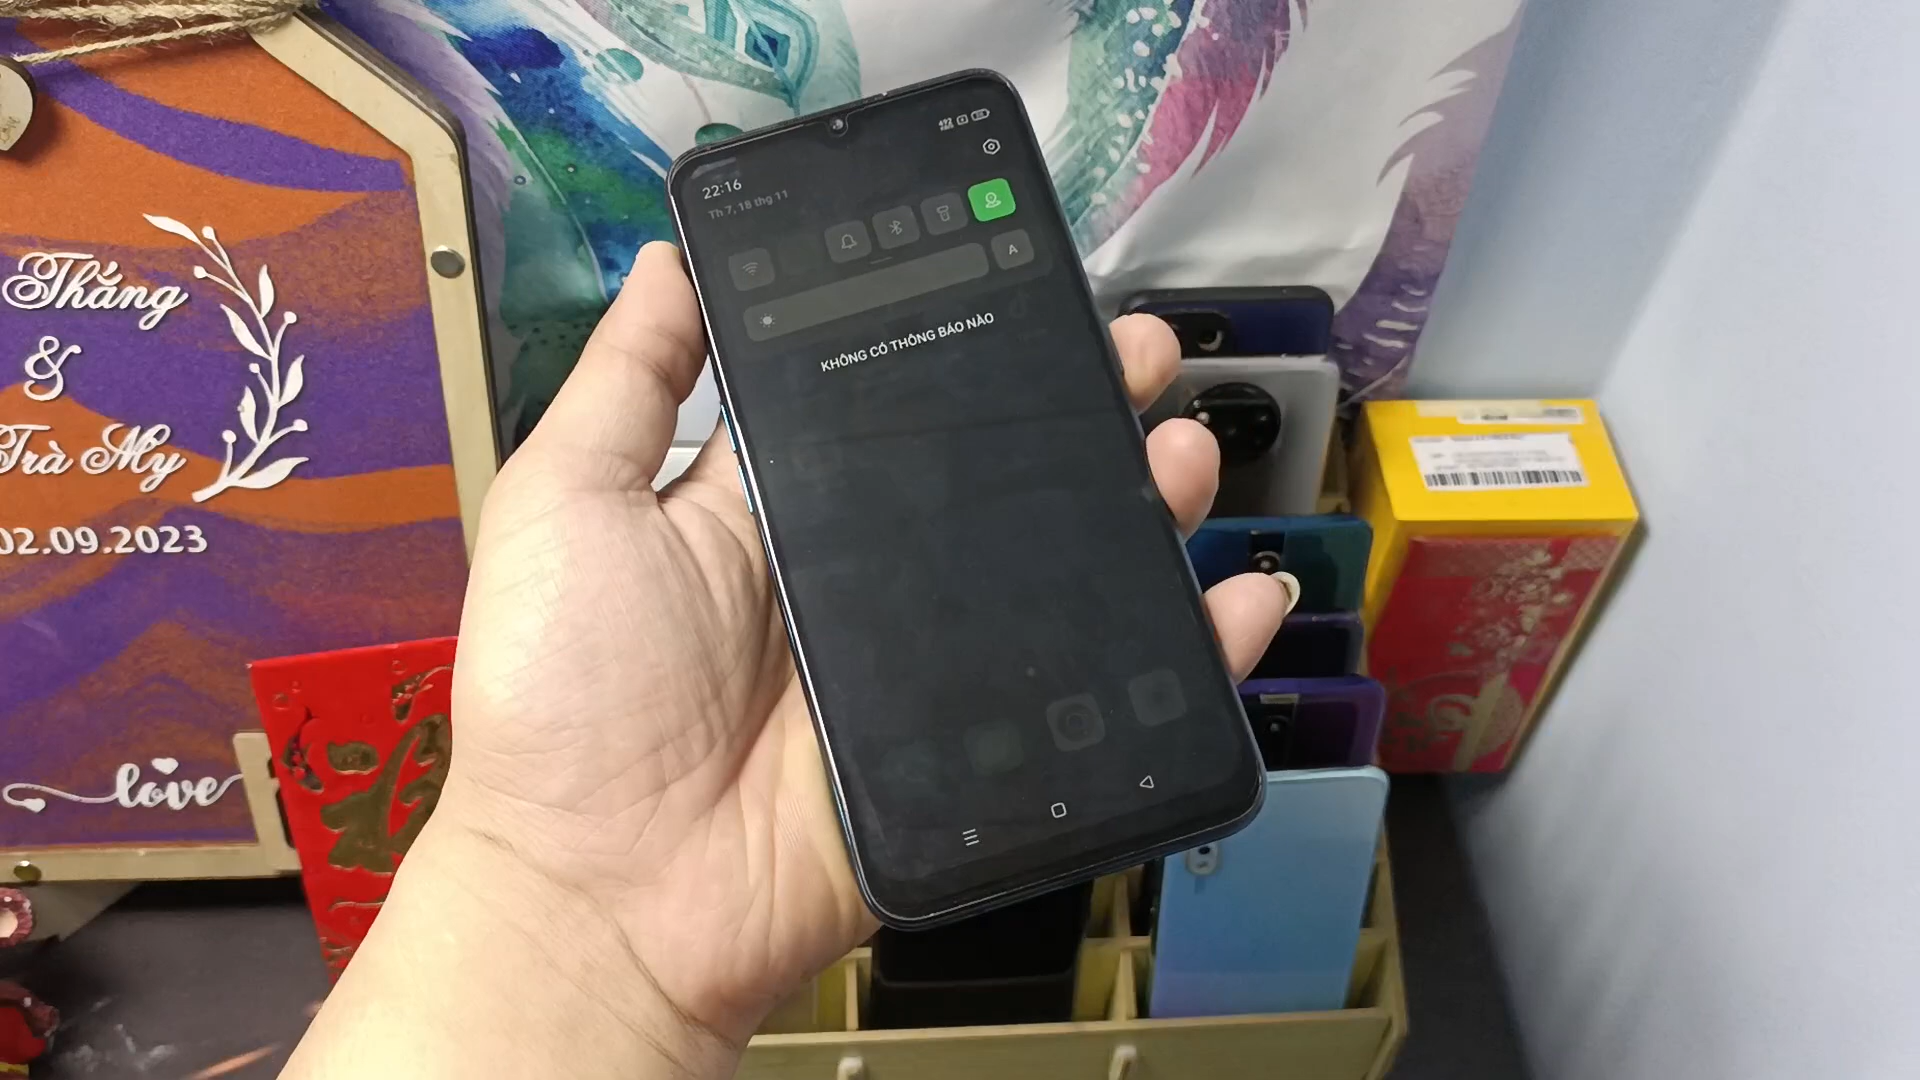 Thắng
&
Trà My
02.09.2023
love
22:16
Th 7, 18 thg 11
A
KHÔNG CÓ THÔNG BÁO NÀO